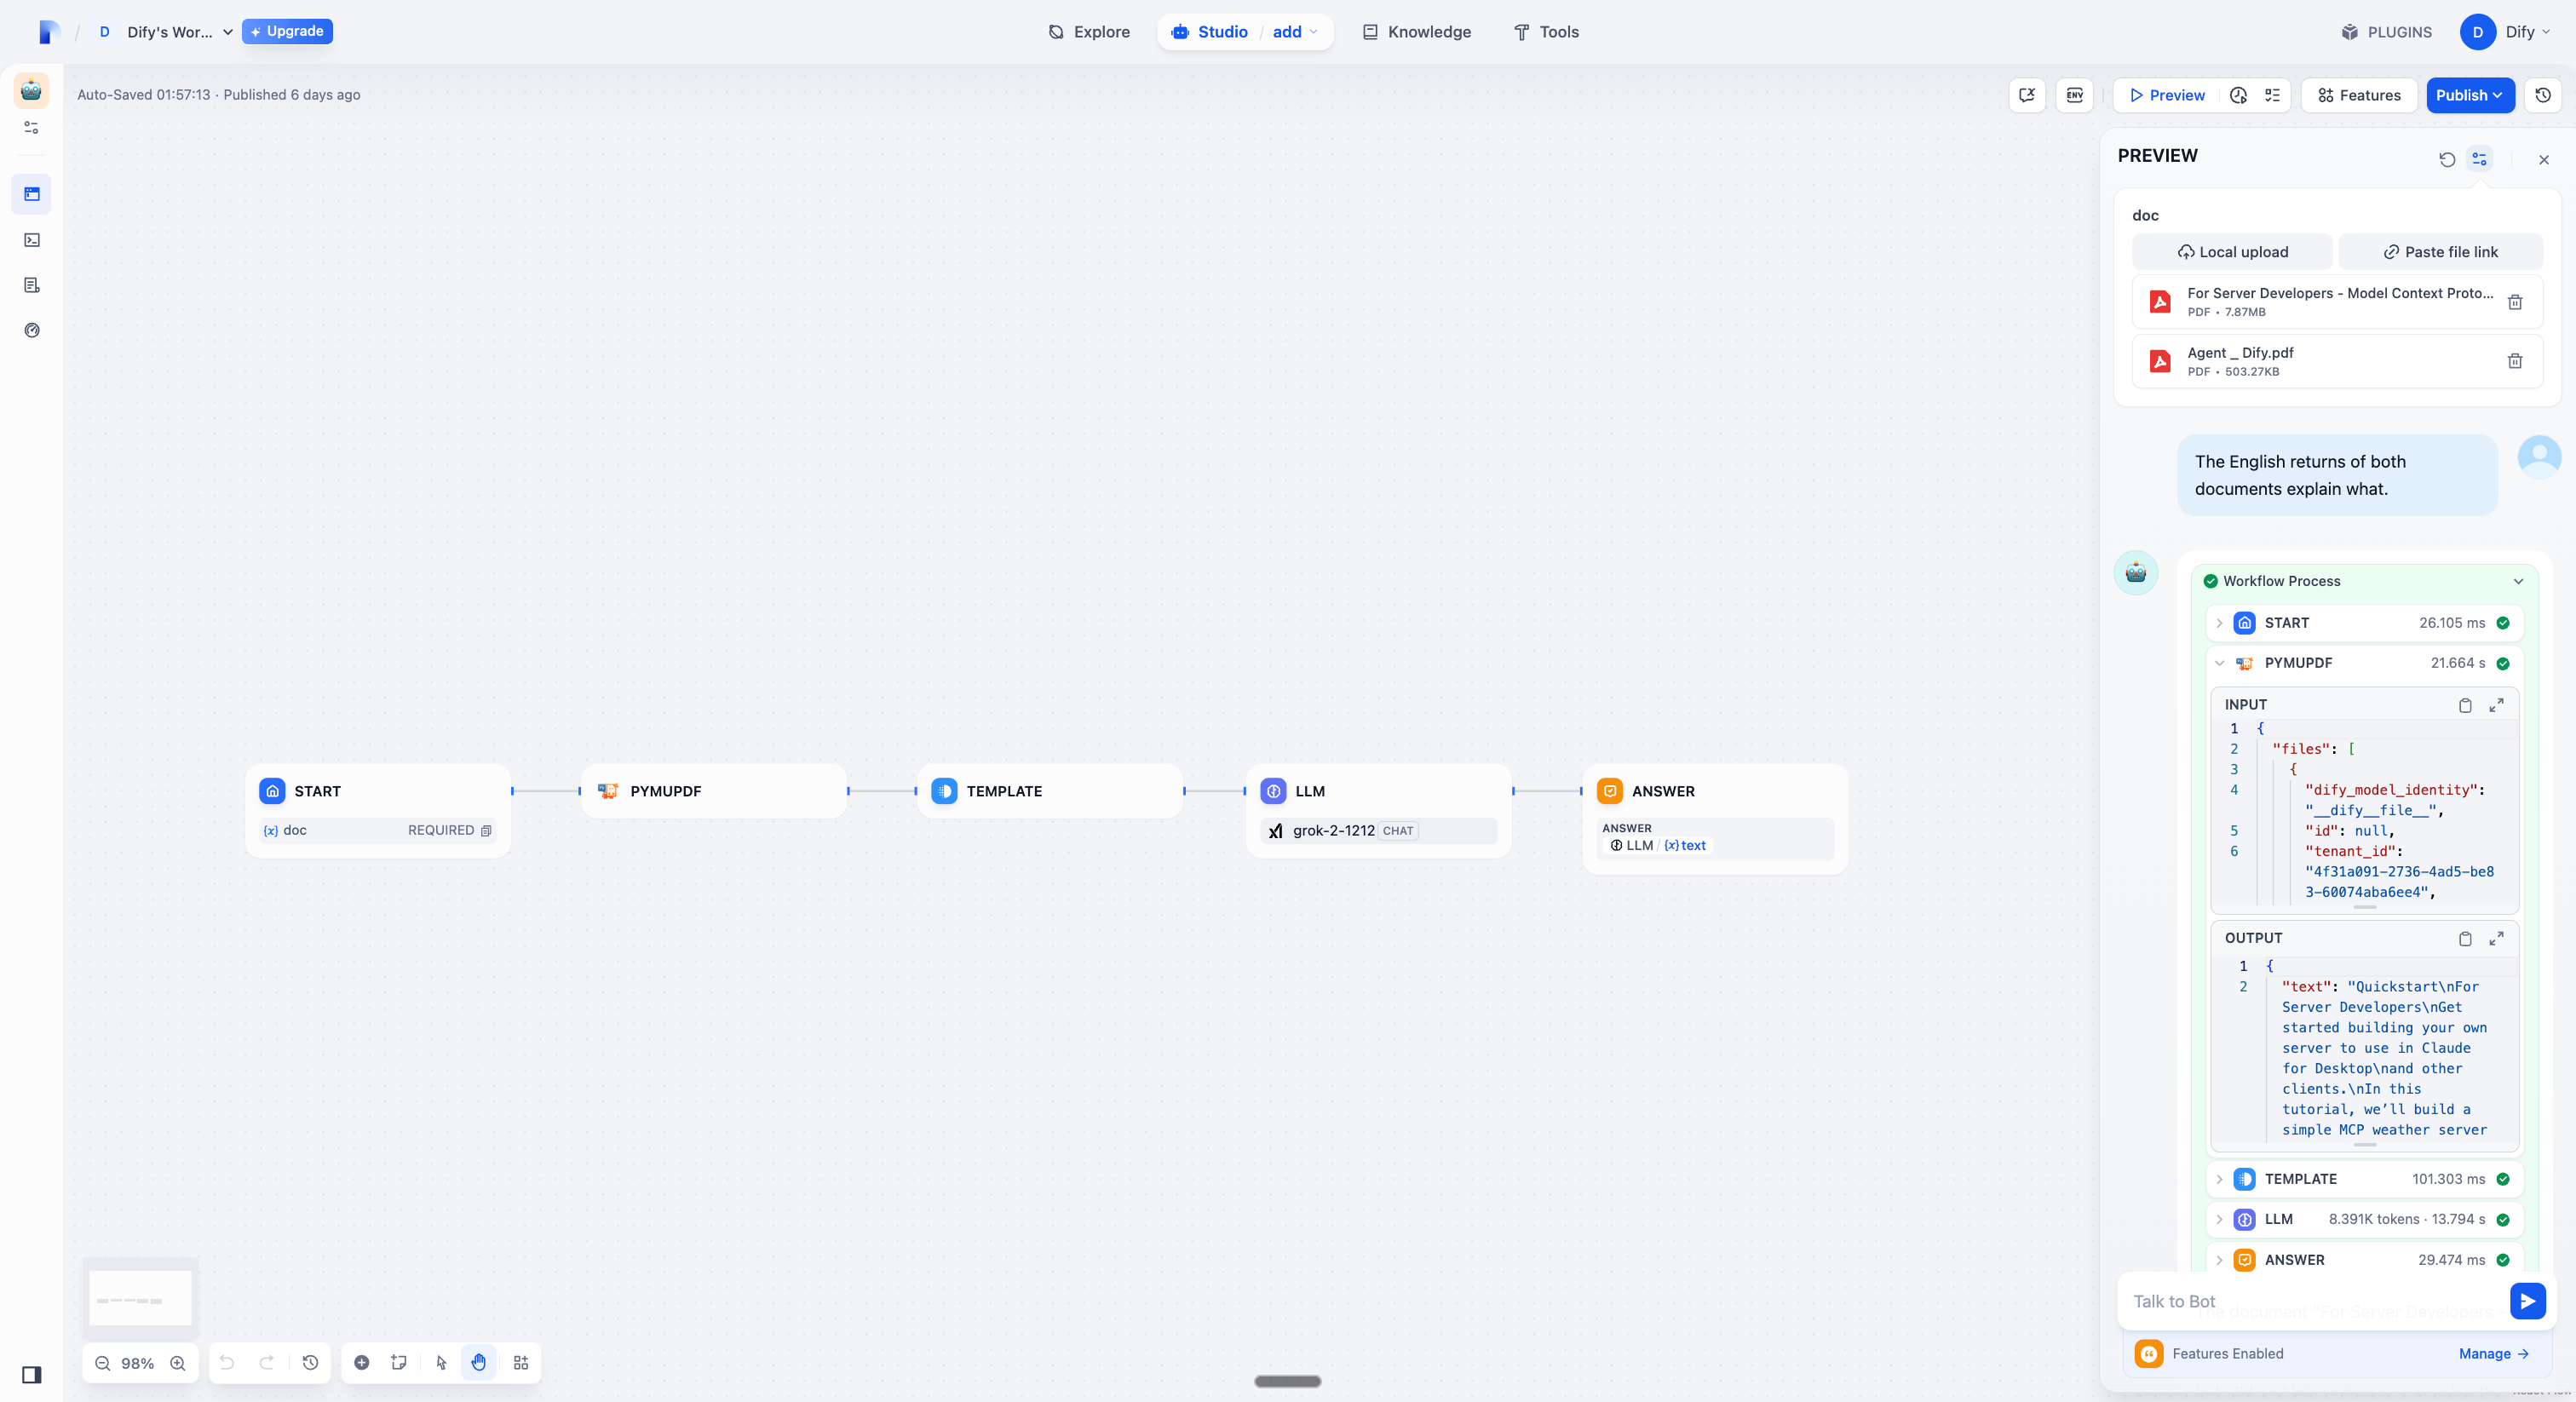 / D Dify's Wor... Upgrade
Explore Studio / add Knowledge Tools
PLUGINS D Dify
Auto-Saved 01:57:13 · Published 6 days ago
ENV Preview Features Publish
PREVIEW
doc
Local upload Paste file link
For Server Developers - Model Context Proto...
PDF • 7.87MB
Agent _ Dify.pdf
PDF • 503.27KB
The English returns of both
documents explain what.
Workflow Process
START 26.105 ms
PYMUPDF 21.664 s
INPUT
1 {
2 "files": [
3 {
4 "dify_model_identity":
"__dify__file__",
5 "id": null,
6 "tenant_id":
"4f31a091-2736-4ad5-be8
3-60074aba6ee4",
OUTPUT
1 {
2 "text": "Quickstart\nFor
Server Developers\nGet
started building your own
server to use in Claude
for Desktop\nand other
clients.\nIn this
tutorial, we’ll build a
simple MCP weather server
TEMPLATE 101.303 ms
LLM 8.391K tokens · 13.794 s
ANSWER 29.474 ms
Talk to Bot
document "For Server Developers -
Features Enabled Manage →
START
{x} doc REQUIRED
PYMUPDF
TEMPLATE
LLM
grok-2-1212 CHAT
ANSWER
ANSWER
LLM / {x} text
98%